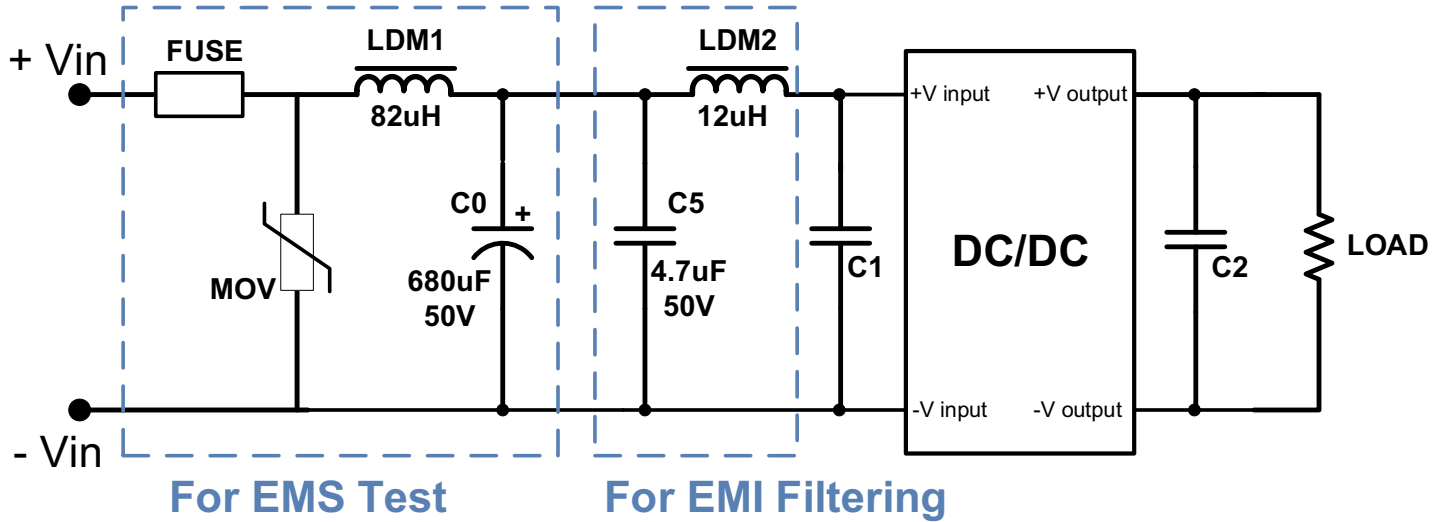 + Vin
FUSE
LDM1
82uH
LDM2
12uH
+V input
+V output
MOV
C0
+
680uF
50V
C5
4.7uF
50V
C1
DC/DC
C2
LOAD
-V input
-V output
- Vin
For EMS Test
For EMI Filtering